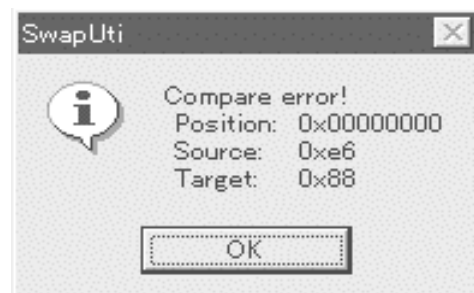 SwapUti
Compare error!
Position: 0x00000000
Source: 0xe6
Target: 0x88
OK